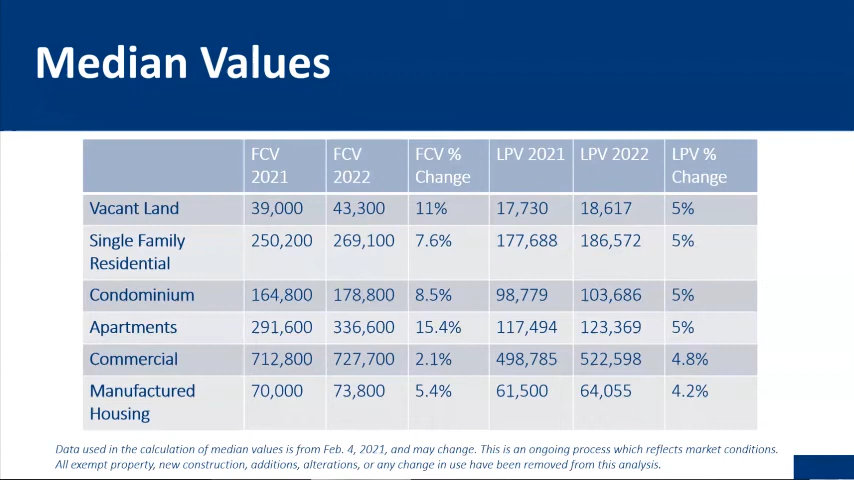 Median Values
FCV 2021 FCV 2022 FCV % Change LPV 2021 LPV 2022 LPV % Change
Vacant Land 39,000 43,300 11% 17,730 18,617 5%
Single Family Residential 250,200 269,100 7.6% 177,688 186,572 5%
Condominium 164,800 178,800 8.5% 98,779 103,686 5%
Apartments 291,600 336,600 15.4% 117,494 123,369 5%
Commercial 712,800 727,700 2.1% 498,785 522,598 4.8%
Manufactured Housing 70,000 73,800 5.4% 61,500 64,055 4.2%
Data used in the calculation of median values is from Feb. 4, 2021, and may change. This is an ongoing process which reflects market conditions.
All exempt property, new construction, additions, alterations, or any change in use have been removed from this analysis.